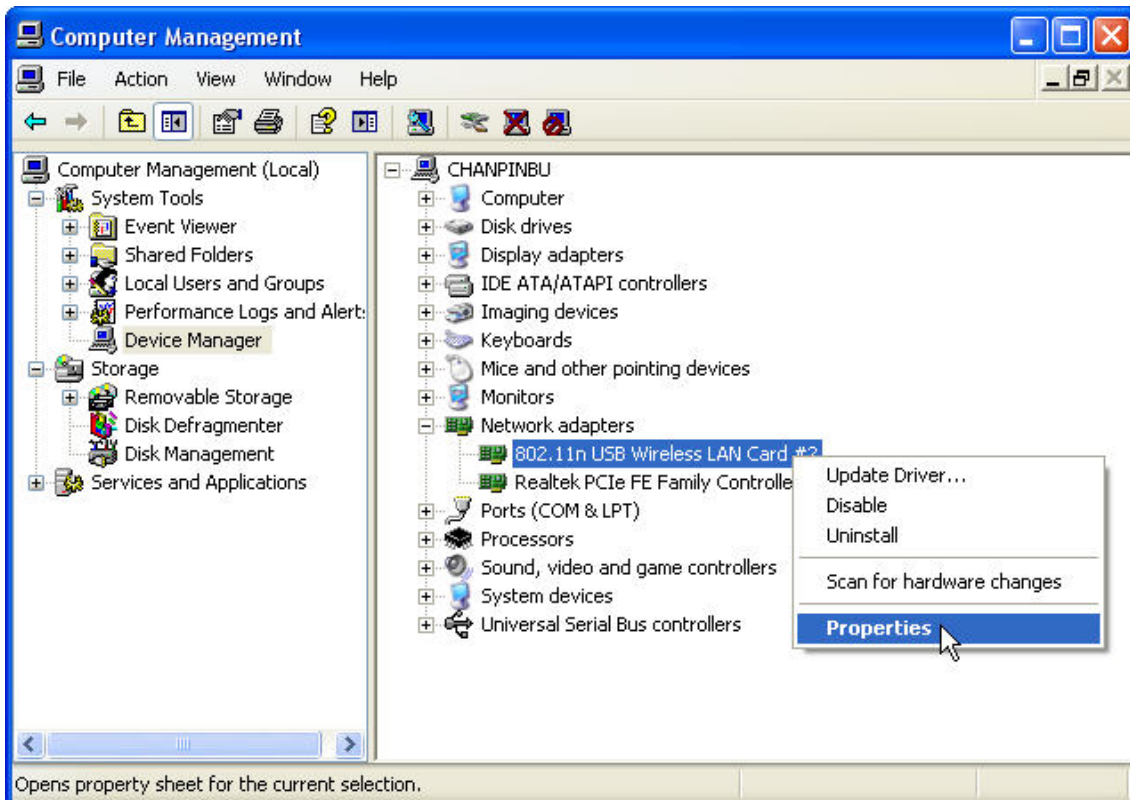 Computer Management
File Action View Window Help
Computer Management (Local)
System Tools
Event Viewer
Shared Folders
Local Users and Groups
Performance Logs and Alert
Device Manager
Storage
Removable Storage
Disk Defragmenter
Disk Management
Services and Applications
CHANPINBU
Computer
Disk drives
Display adapters
IDE ATA/ATAPI controllers
Imaging devices
Keyboards
Mice and other pointing devices
Monitors
Network adapters
802.11n USB Wireless LAN Card #2
Realtek PCIe FE Family Controlle
Ports (COM & LPT)
Processors
Sound, video and game controllers
System devices
Universal Serial Bus controllers
Update Driver...
Disable
Uninstall
Scan for hardware changes
Properties
Opens property sheet for the current selection.